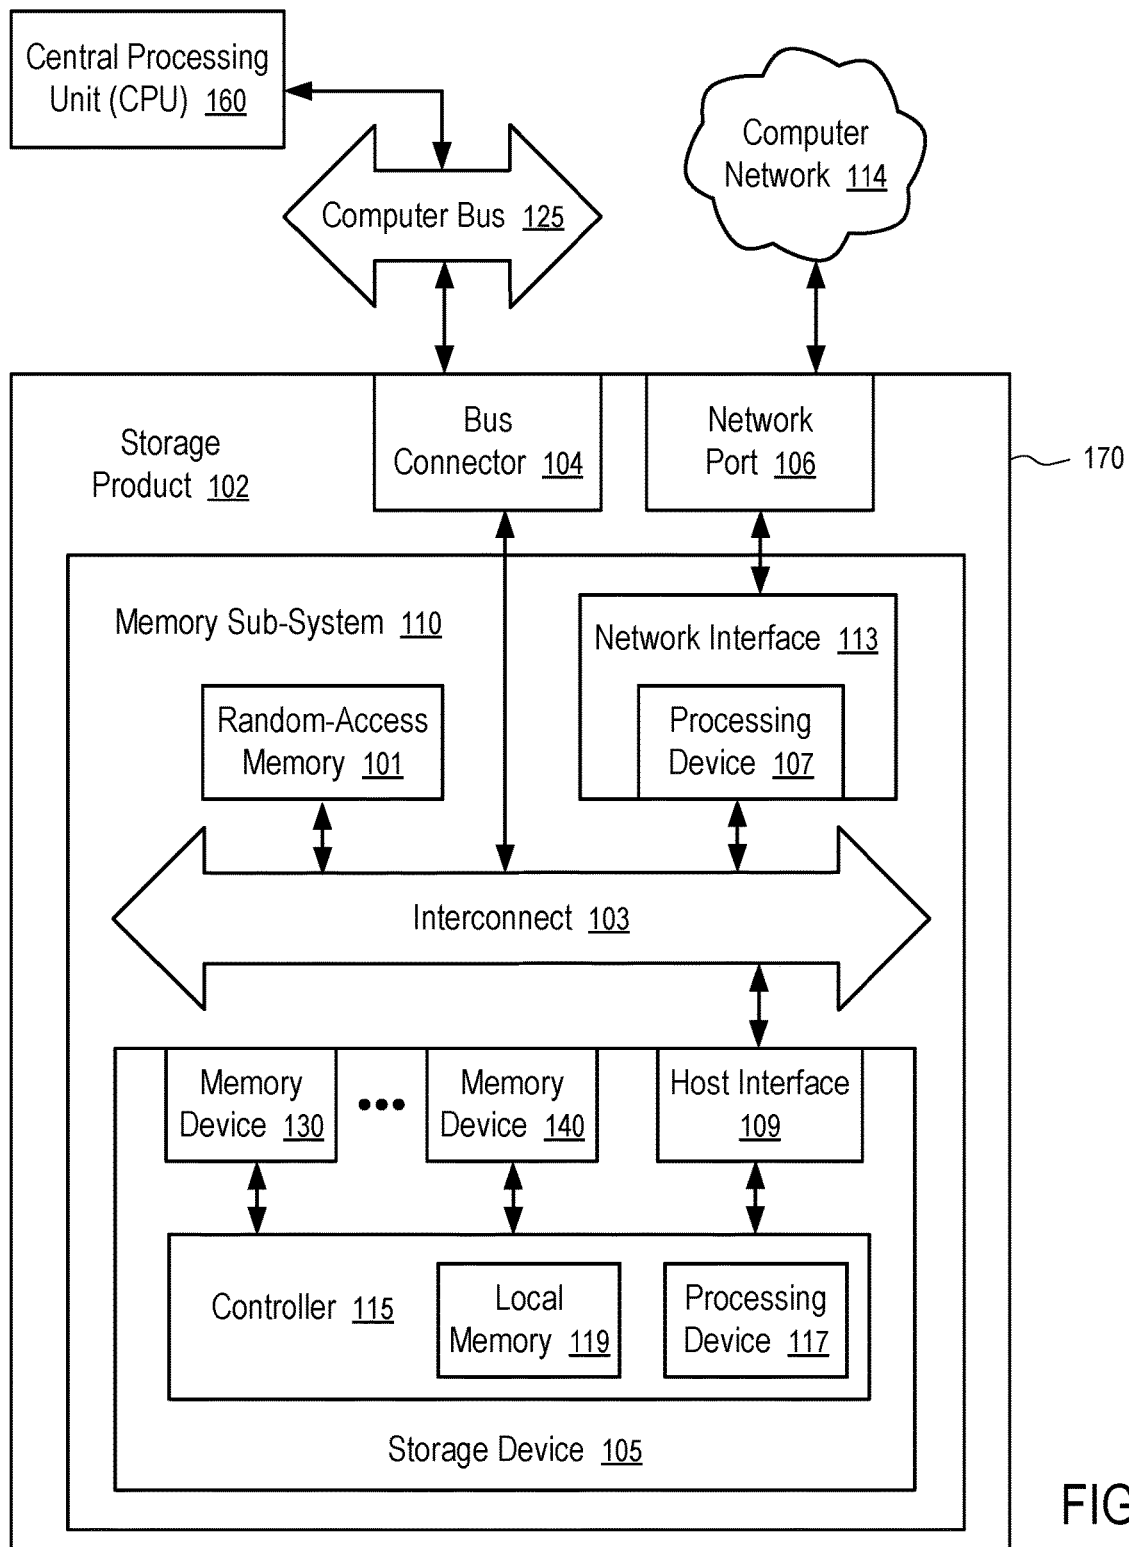 Central Processing
Unit (CPU) 160
Computer
Network 114
Computer Bus 125
Storage
Product 102
Bus
Connector 104
Network
Port 106
170
Memory Sub-System 110
Network Interface 113
Random-Access
Memory 101
Processing
Device 107
Interconnect 103
Memory
Device 130
•••
Memory
Device 140
Host Interface
109
Controller 115
Local
Memory 119
Processing
Device 117
Storage Device 105
FIG